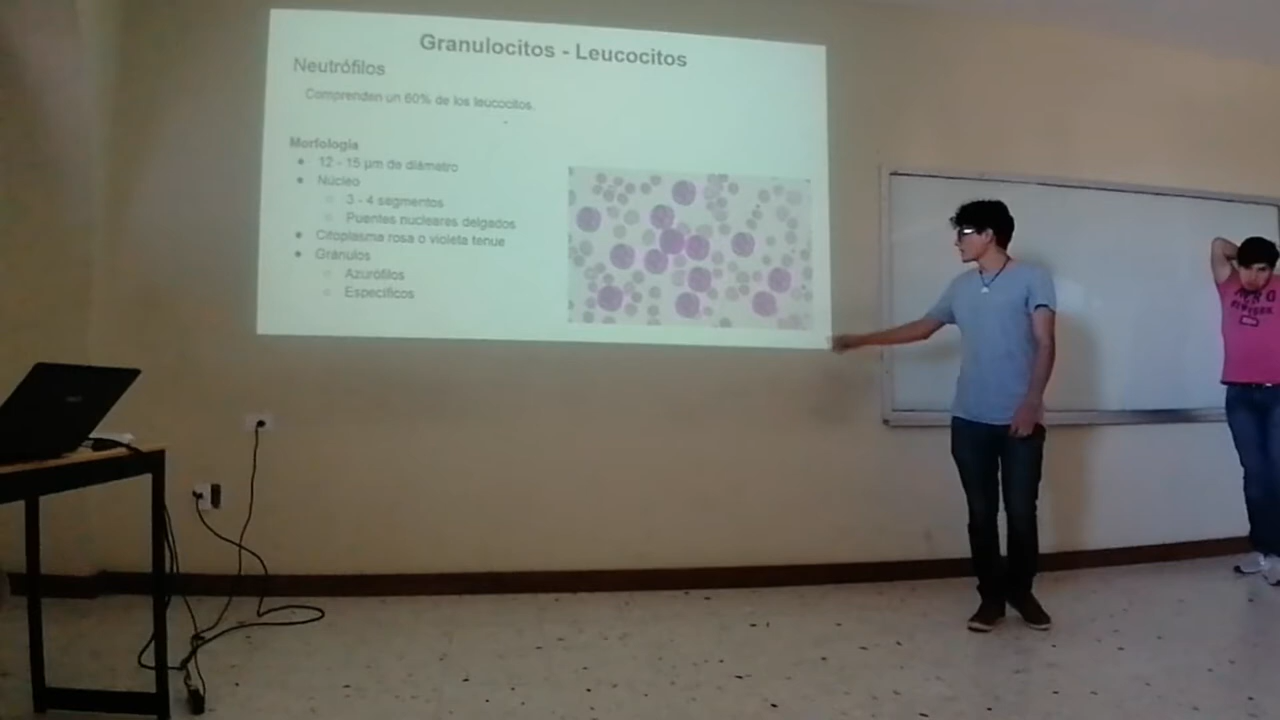 Granulocitos - Leucocitos
Neutrófilos
Comprenden un 60% de los leucocitos.
Morfología
12 - 15 µm de diámetro
Núcleo
3 - 4 segmentos
Puentes nucleares delgados
Citoplasma rosa o violeta tenue
Gránulos
Azurófilos
Específicos